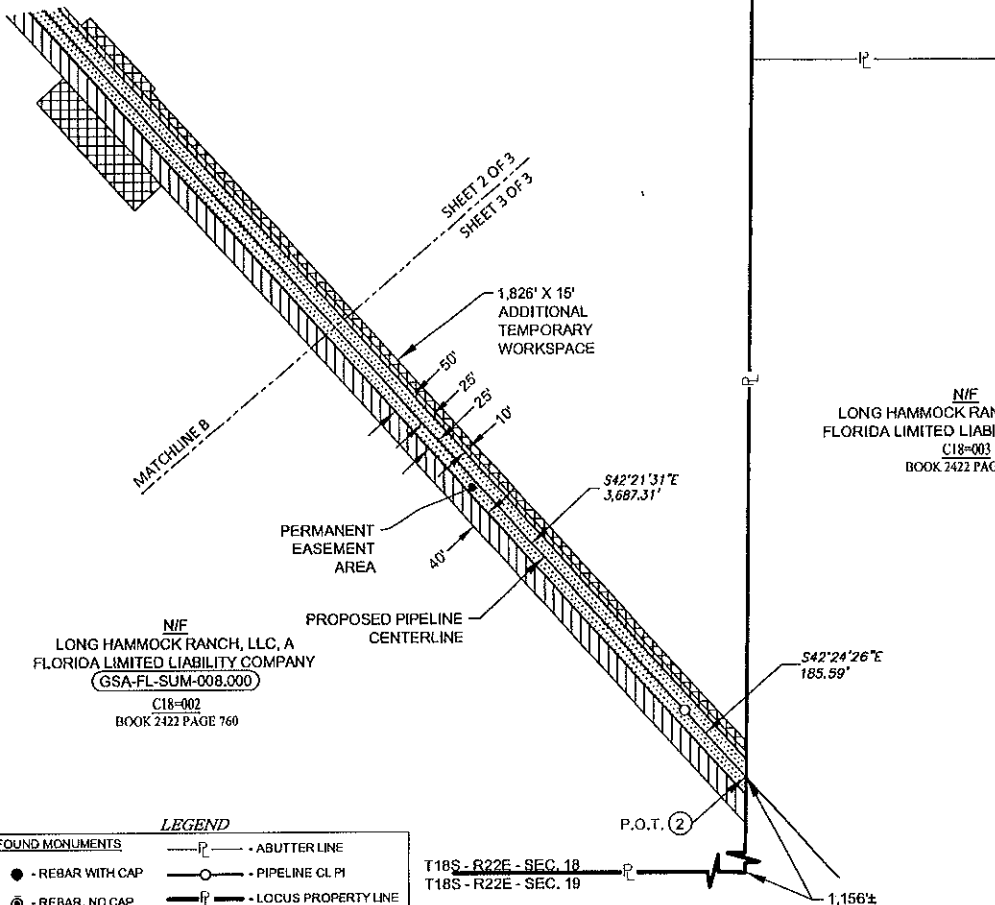 SHEET 2 OF 3
SHEET 3 OF 3
MATCHLINE B
1,826' X 15'
ADDITIONAL
TEMPORARY
WORKSPACE
50'
25'
25'
10'
40'
S42°21'31"E
3,687.31'
PERMANENT
EASEMENT
AREA
PROPOSED PIPELINE
CENTERLINE
N/F
LONG HAMMOCK RANCH, LLC, A
FLORIDA LIMITED LIABILITY COMPANY
GSA-FL-SUM-008.000
C18=002
BOOK 2422 PAGE 760
PL
PL
N/F
LONG HAMMOCK RAN
FLORIDA LIMITED LIABI
C18=003
BOOK 2422 PAG
S42°24'26"E
185.59'
P.O.T. 2
1,156'±
T18S - R22E - SEC. 18
T18S - R22E - SEC. 19
PL
LEGEND
FOUND MONUMENTS
PL - ABUTTER LINE
- REBAR WITH CAP
- PIPELINE CL PI
- REBAR, NO CAP
PL - LOCUS PROPERTY LINE